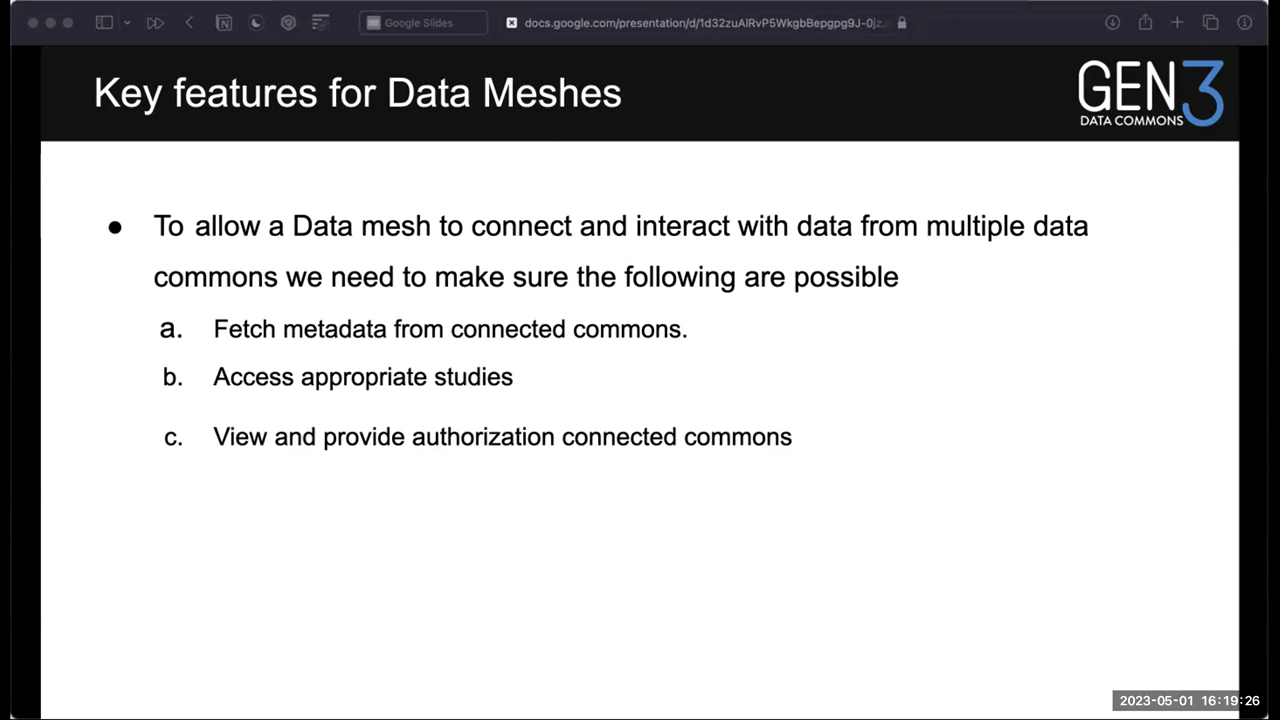 Google Slides
docs.google.com/presentation/d/1d32zuAlRvP5WkgbBepgpg9J-0jz.
Key features for Data Meshes
GEN3
DATA COMMONS
● To allow a Data mesh to connect and interact with data from multiple data
commons we need to make sure the following are possible
a. Fetch metadata from connected commons.
b. Access appropriate studies
c. View and provide authorization connected commons
2023-05-01 16:19:26